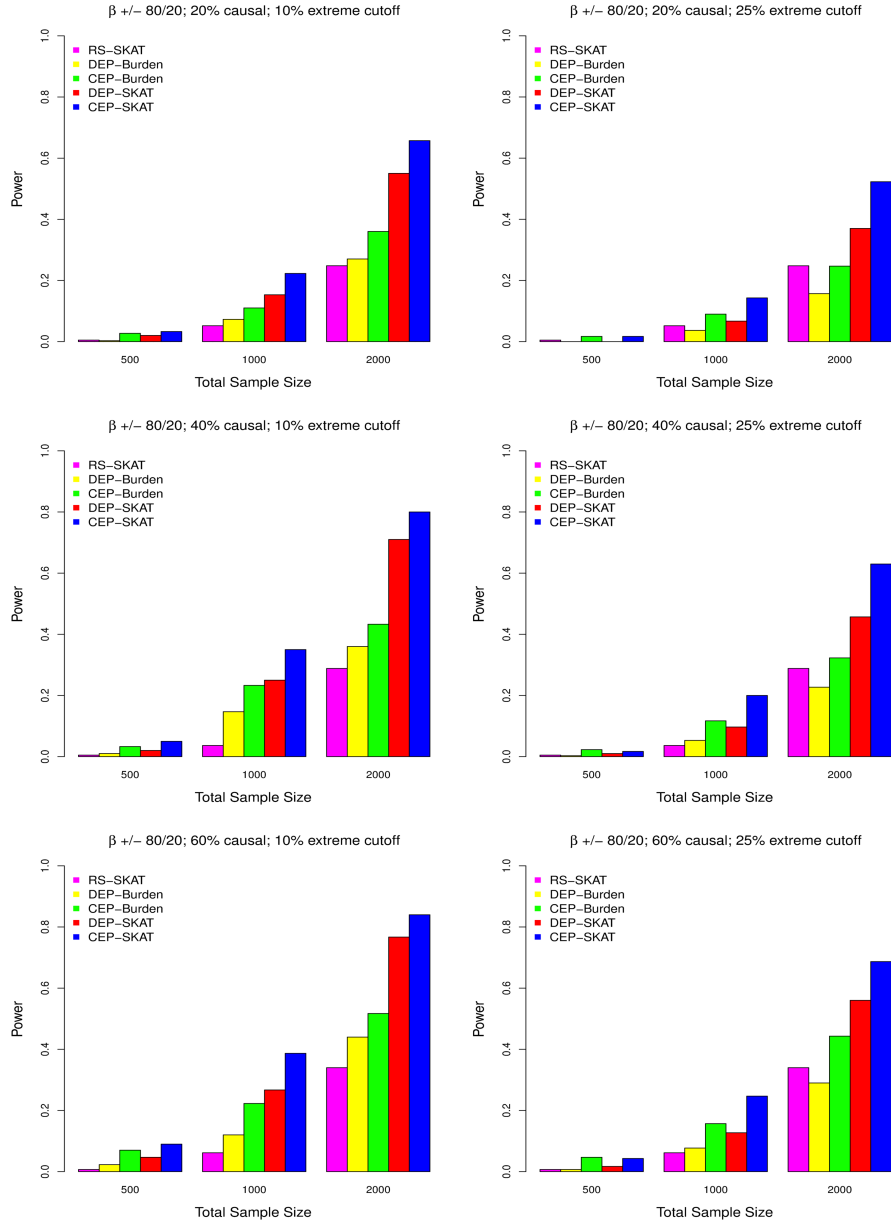 β +/− 80/20; 20% causal; 10% extreme cutoff
1.0
0.8
0.6
0.4
0.2
0.0
Power
RS−SKAT
DEP−Burden
CEP−Burden
DEP−SKAT
CEP−SKAT
500 1000 2000
Total Sample Size
β +/− 80/20; 20% causal; 25% extreme cutoff
1.0
0.8
0.6
0.4
0.2
0.0
Power
RS−SKAT
DEP−Burden
CEP−Burden
DEP−SKAT
CEP−SKAT
500 1000 2000
Total Sample Size
β +/− 80/20; 40% causal; 10% extreme cutoff
1.0
0.8
0.6
0.4
0.2
0.0
Power
RS−SKAT
DEP−Burden
CEP−Burden
DEP−SKAT
CEP−SKAT
500 1000 2000
Total Sample Size
β +/− 80/20; 40% causal; 25% extreme cutoff
1.0
0.8
0.6
0.4
0.2
0.0
Power
RS−SKAT
DEP−Burden
CEP−Burden
DEP−SKAT
CEP−SKAT
500 1000 2000
Total Sample Size
β +/− 80/20; 60% causal; 10% extreme cutoff
1.0
0.8
0.6
0.4
0.2
0.0
Power
RS−SKAT
DEP−Burden
CEP−Burden
DEP−SKAT
CEP−SKAT
500 1000 2000
Total Sample Size
β +/− 80/20; 60% causal; 25% extreme cutoff
1.0
0.8
0.6
0.4
0.2
0.0
Power
RS−SKAT
DEP−Burden
CEP−Burden
DEP−SKAT
CEP−SKAT
500 1000 2000
Total Sample Size